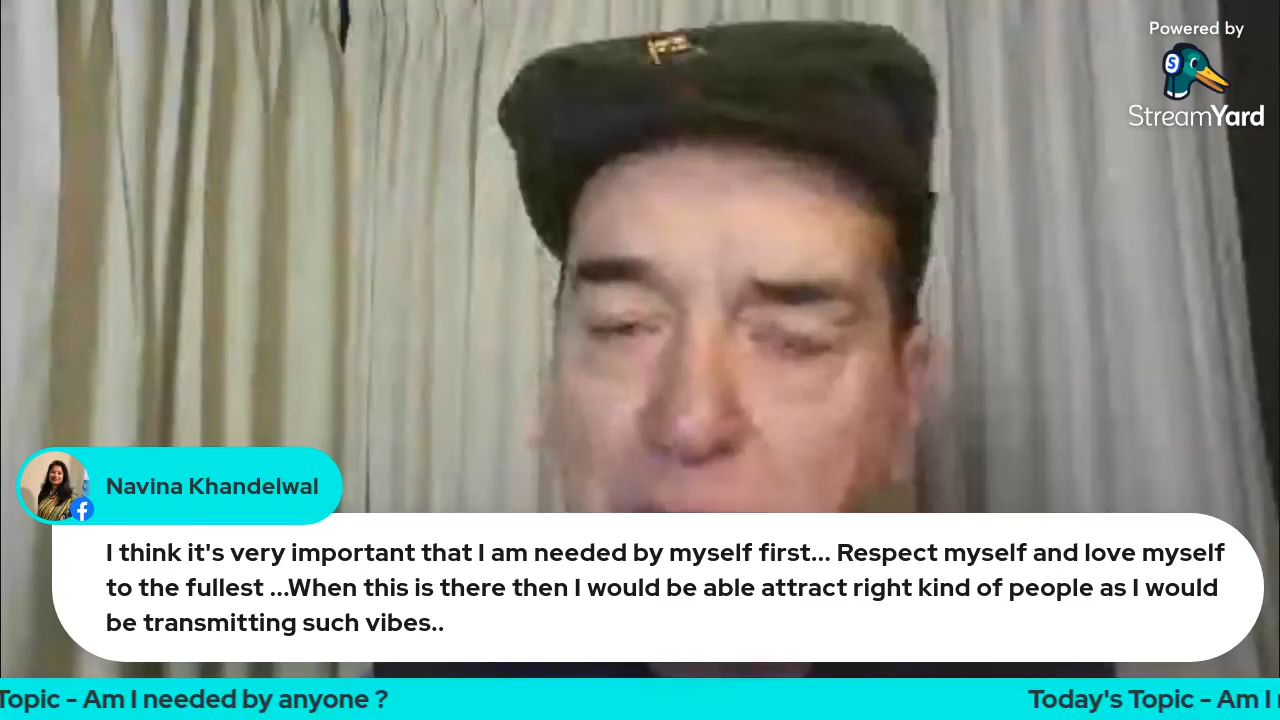 Powered by
StreamYard
Navina Khandelwal
I think it's very important that I am needed by myself first... Respect myself and love myself
to the fullest ...When this is there then I would be able attract right kind of people as I would
be transmitting such vibes..
Topic - Am I needed by anyone ? Today's Topic - Am I